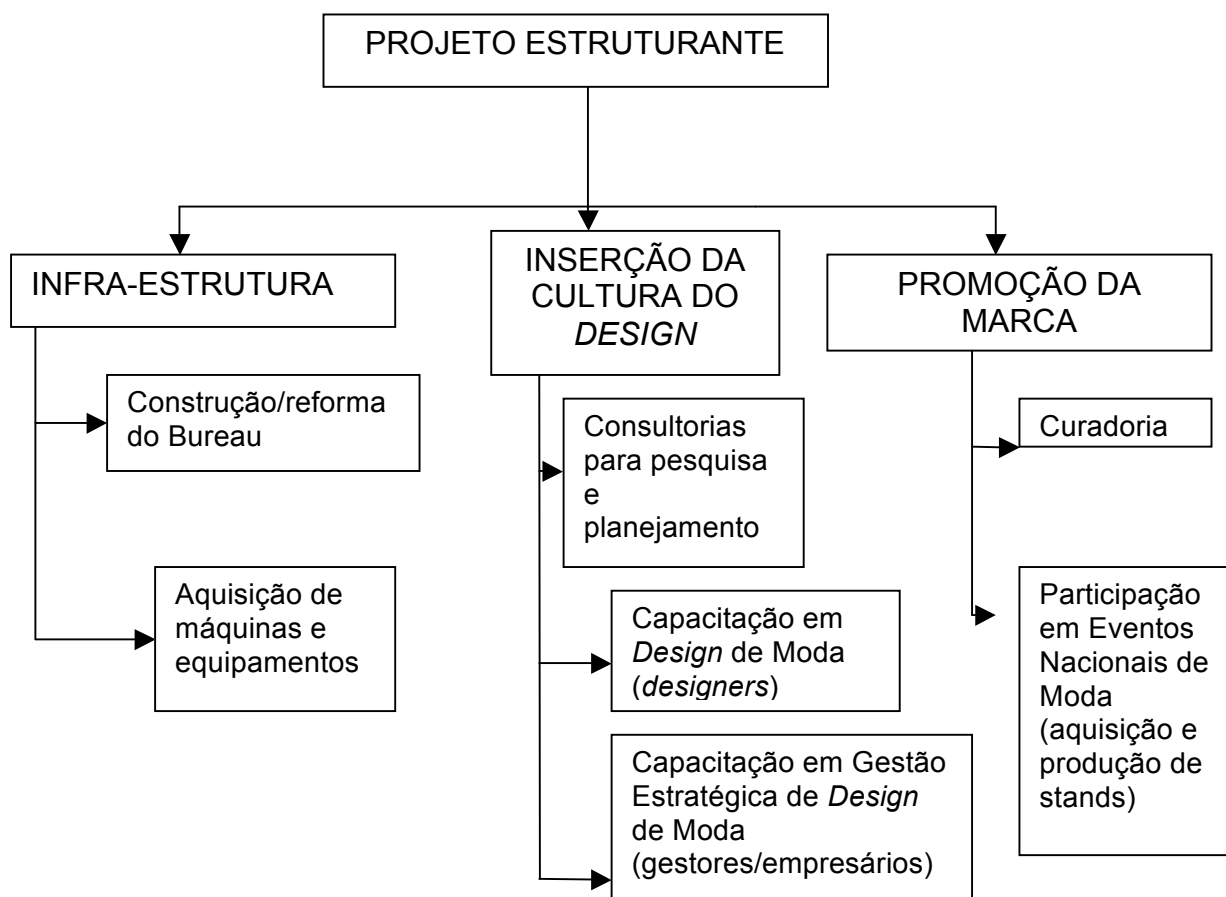 PROJETO ESTRUTURANTE
INFRA-ESTRUTURA
Construção/reforma
do Bureau
Aquisição de
máquinas e
equipamentos
INSERÇÃO DA
CULTURA DO
DESIGN
Consultorias
para pesquisa
e
planejamento
Capacitação em
Design de Moda
(designers)
Capacitação em Gestão
Estratégica de Design
de Moda
(gestores/empresários)
PROMOÇÃO DA
MARCA
Curadoria
Participação
em Eventos
Nacionais de
Moda
(aquisição e
produção de
stands)